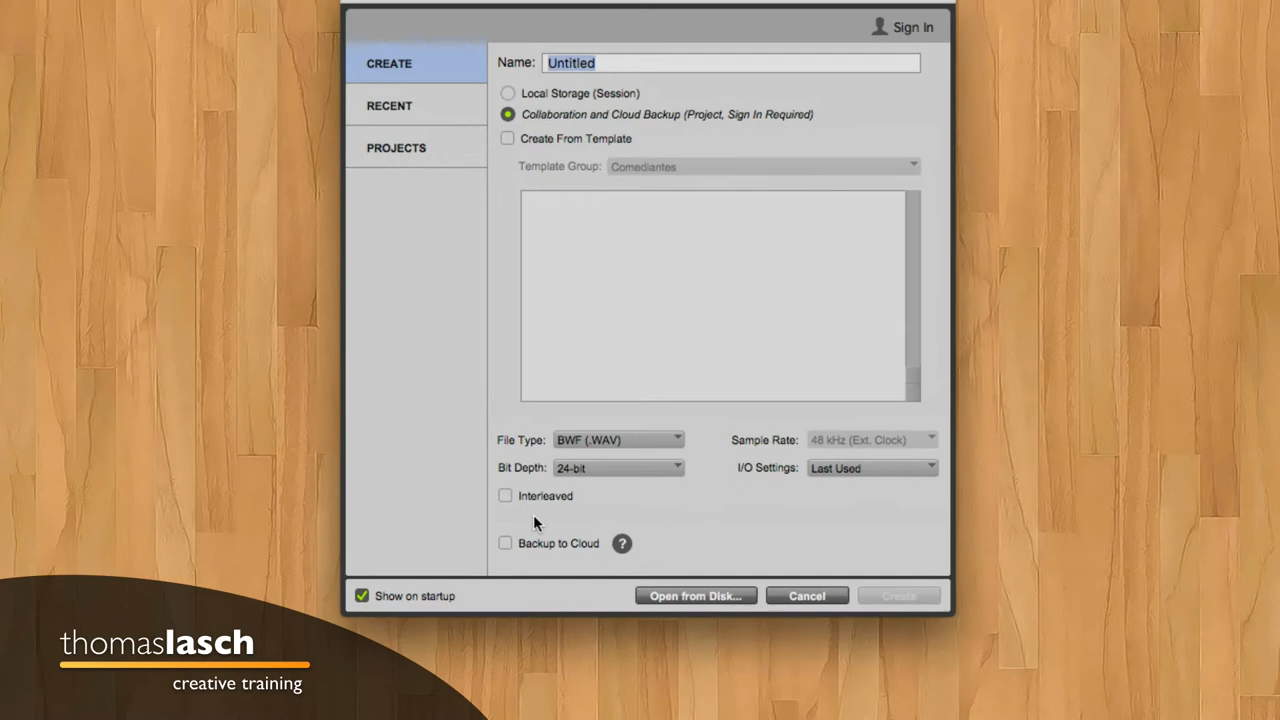 Sign In
CREATE
RECENT
PROJECTS
Name: Untitled
Local Storage (Session)
Collaboration and Cloud Backup (Project, Sign In Required)
Create From Template
Template Group: Comediantes
File Type: BWF (.WAV)
Sample Rate: 48 kHz (Ext. Clock)
Bit Depth: 24-bit
I/O Settings: Last Used
Interleaved
Backup to Cloud ?
Show on startup
Open from Disk...
Cancel
Create
thomaslasch
creative training